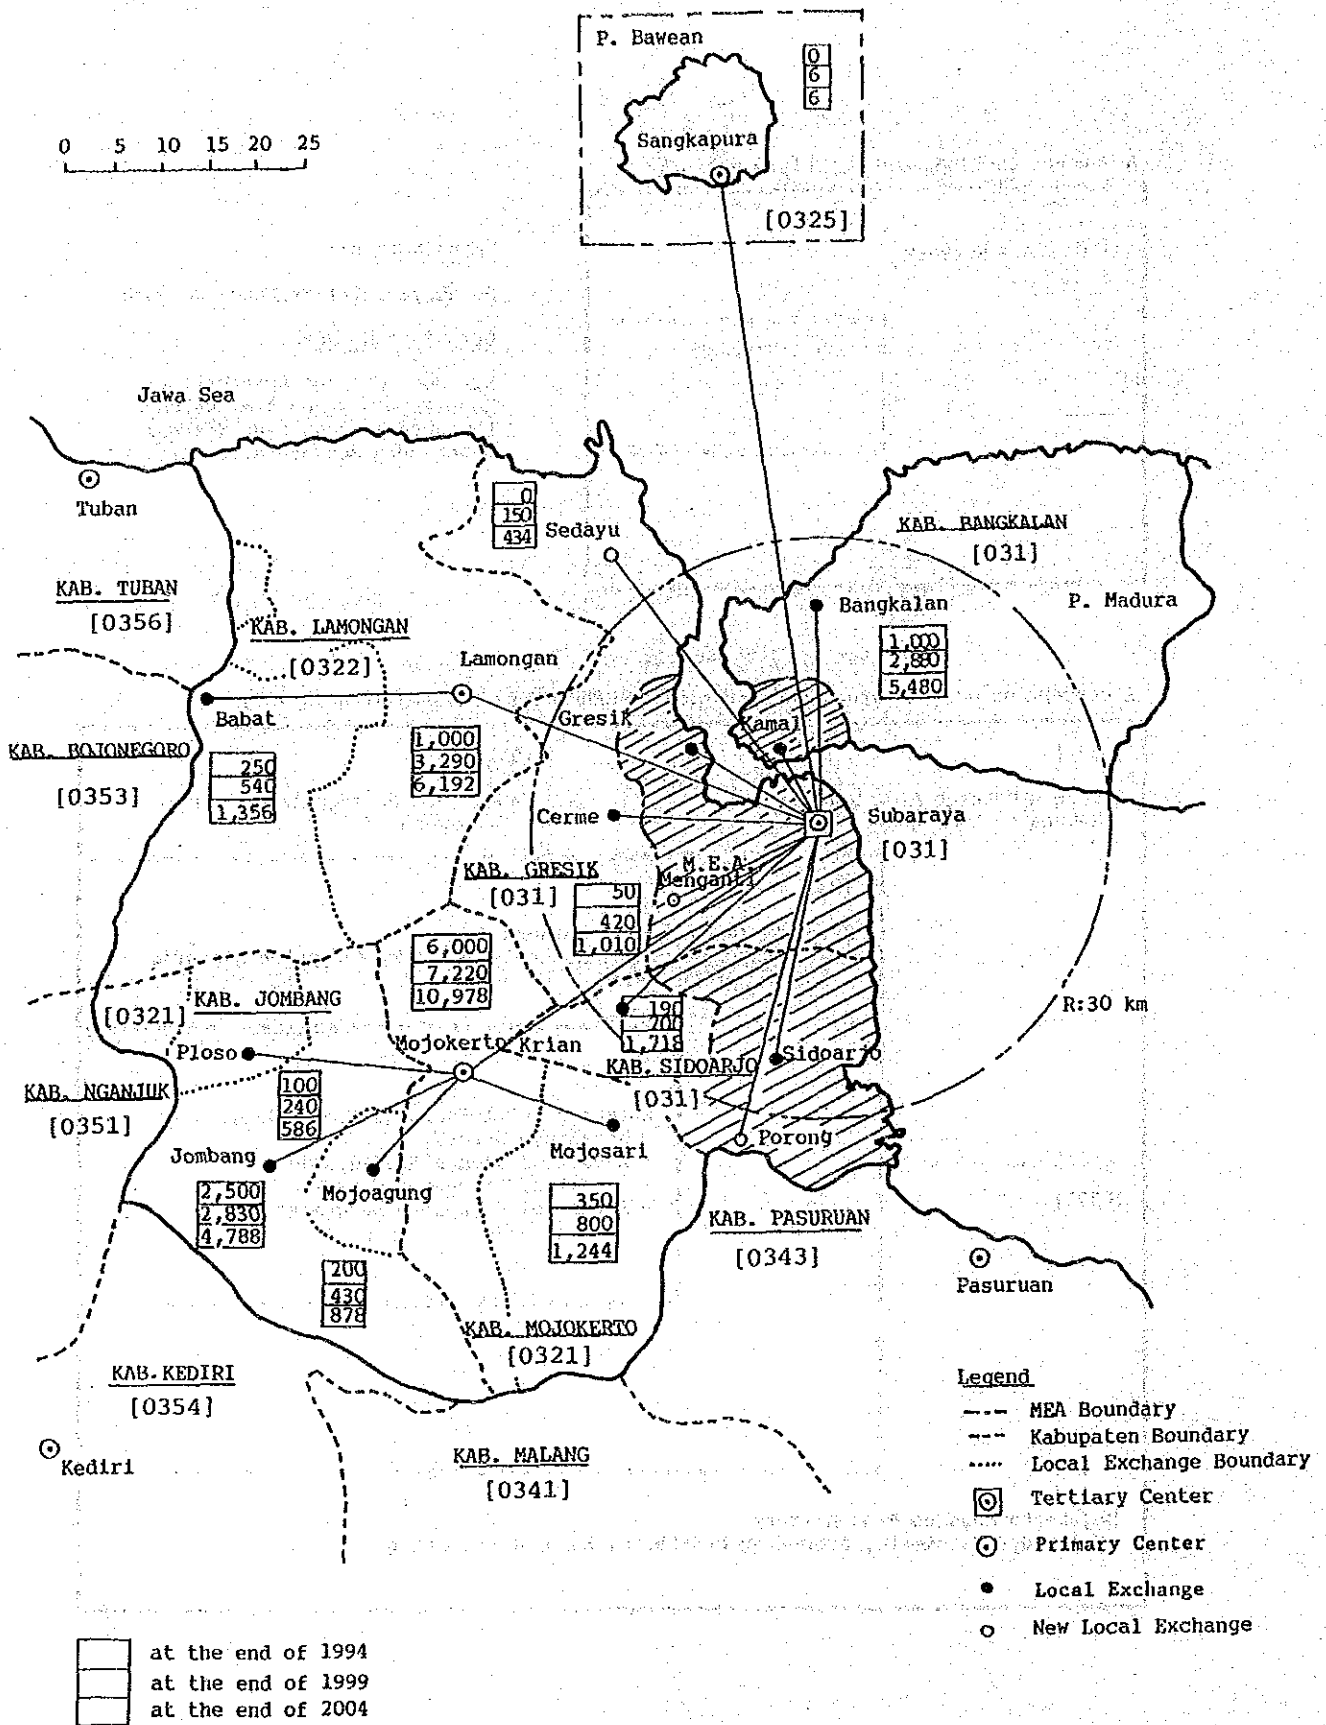 P. Bawean
0
6
6
Sangkapura
[0325]
0 5 10 15 20 25
Jawa Sea
Tuban
0
150
434
Sedayu
KAB. BANGKALAN
[031]
KAB. TUBAN
[0356]
KAB. LAMONGAN
[0322]
Bangkalan
P. Madura
1,000
2,880
5,480
Lamongan
Babat
Gresik
Kamal
KAB. BOJONEGORO
[0353]
250
540
1,356
1,000
3,290
6,192
Cerme
Subaraya
[031]
KAB. GRESIK
[031]
M.E.A
Menganti
50
420
1,010
6,000
7,220
10,978
[0321]
KAB. JOMBANG
190
700
1,718
R:30 km
Ploso
Mojokerto
Krian
Sidoarjo
KAB. SIDOARJO
[031]
KAB. NGANJUK
[0351]
100
240
586
Jombang
Mojoagung
Mojosari
Porong
2,500
2,830
4,788
350
800
1,244
KAB. PASURUAN
[0343]
Pasuruan
200
430
878
KAB. MOJOKERTO
[0321]
KAB. KEDIRI
[0354]
Kediri
KAB. MALANG
[0341]
Legend
MEA Boundary
Kabupaten Boundary
Local Exchange Boundary
Tertiary Center
Primary Center
Local Exchange
New Local Exchange
at the end of 1994
at the end of 1999
at the end of 2004